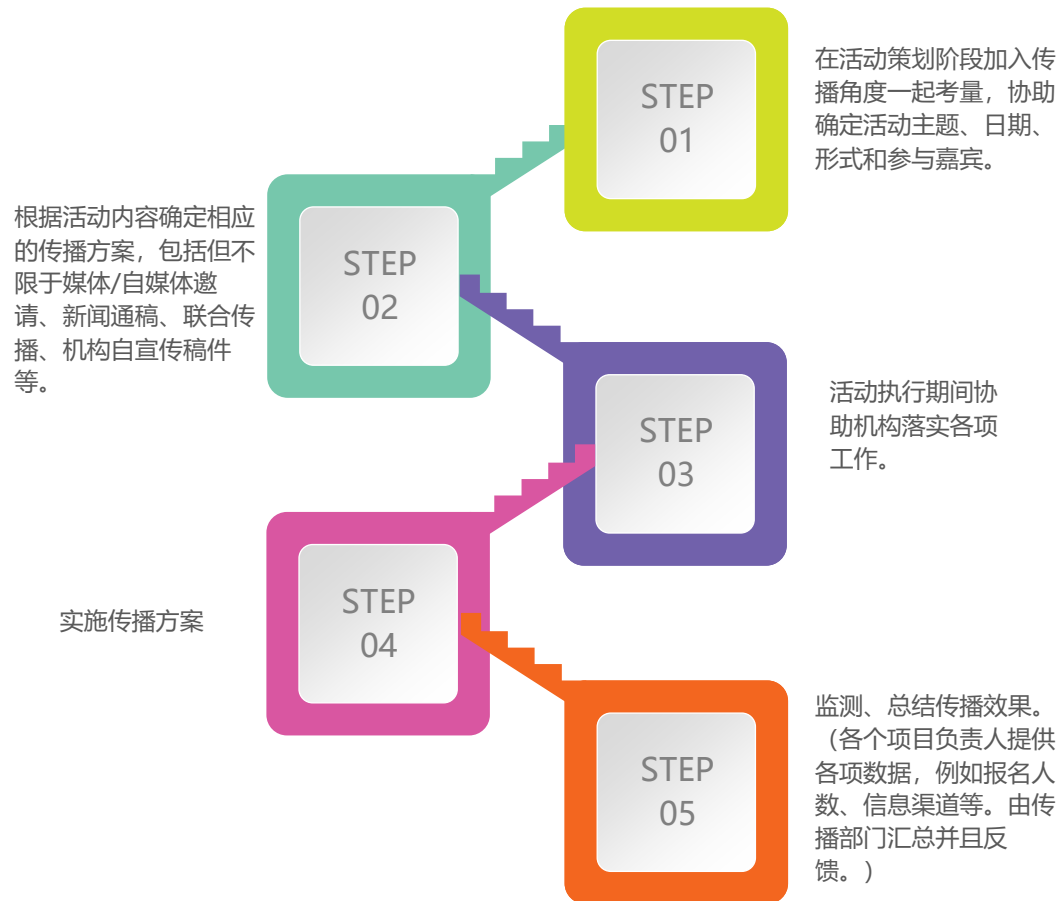 STEP
01
在活动策划阶段加入传
播角度一起考量，协助
确定活动主题、日期、
形式和参与嘉宾。
根据活动内容确定相应
的传播方案，包括但不
限于媒体/自媒体邀
请、新闻通稿、联合传
播、机构自宣传稿件
等。
STEP
02
STEP
03
活动执行期间协
助机构落实各项
工作。
实施传播方案
STEP
04
STEP
05
监测、总结传播效果。
（各个项目负责人提供
各项数据，例如报名人
数、信息渠道等。由传
播部门汇总并且反
馈。）